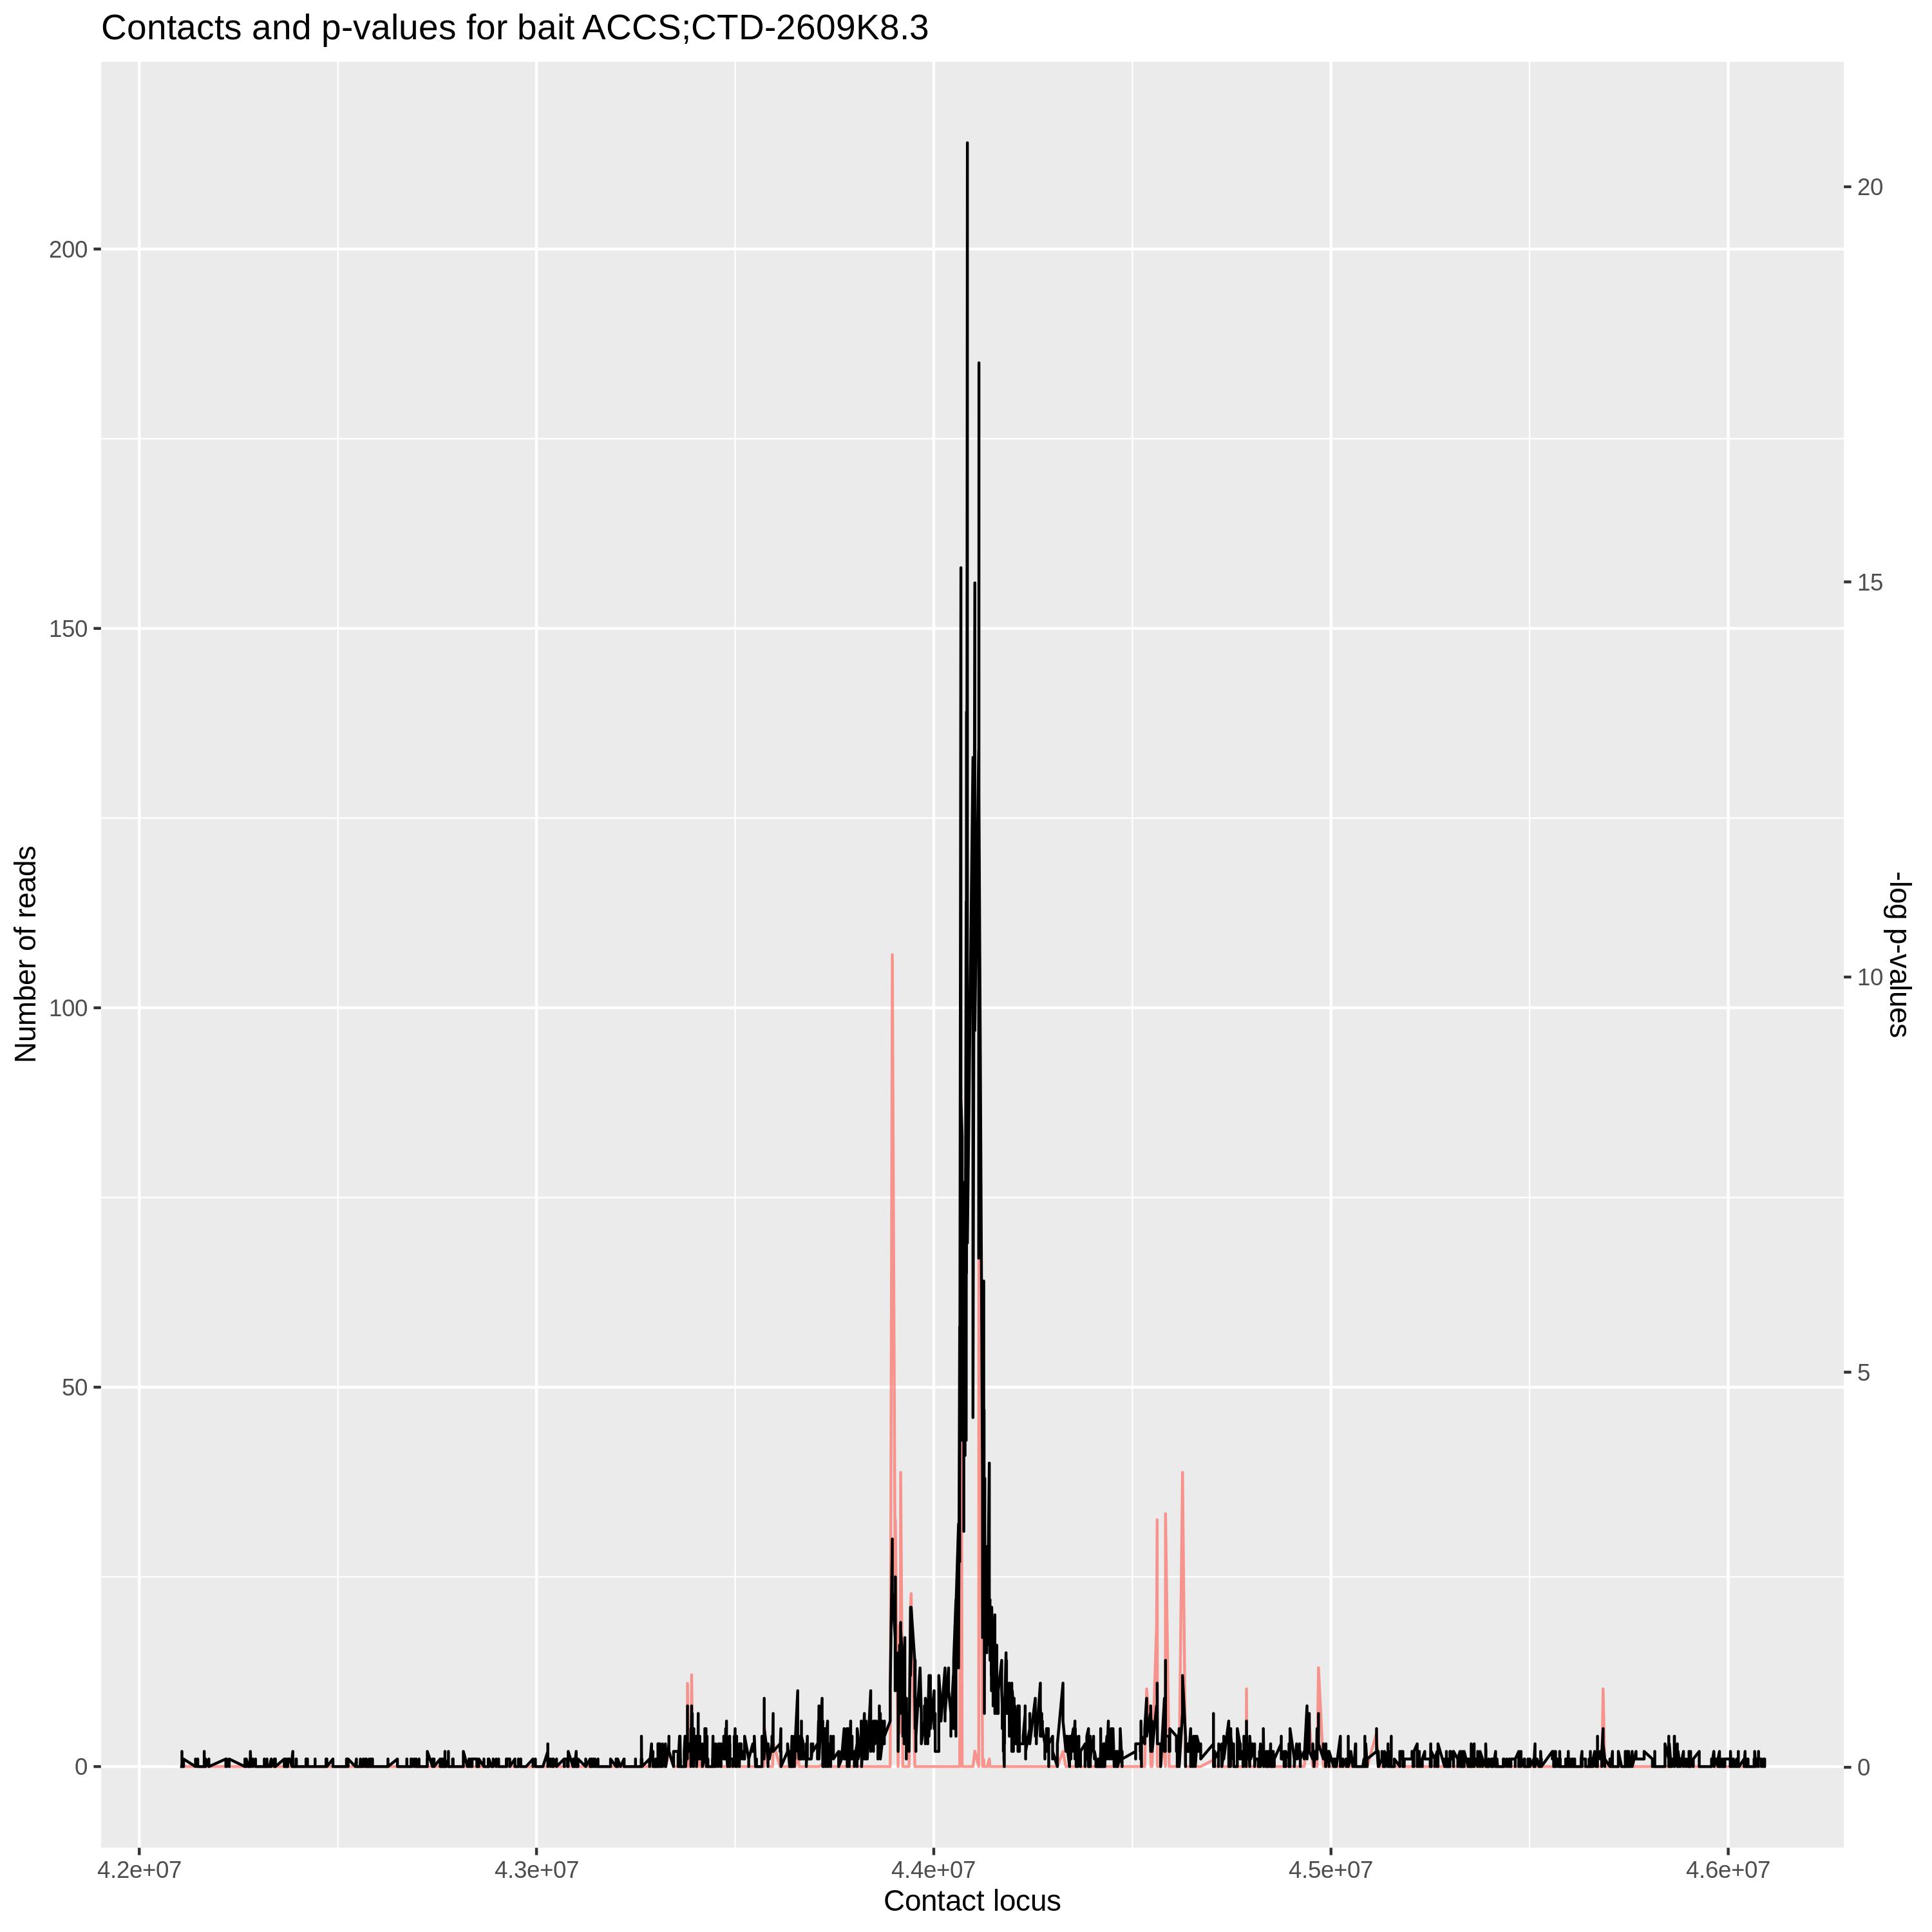 Contacts and p-values for bait ACCS;CTD-2609K8.3
Number of reads
200
150
100
50
0
20
15
10
5
0
-log p-values
4.2e+07
4.3e+07
4.4e+07
4.5e+07
4.6e+07
Contact locus